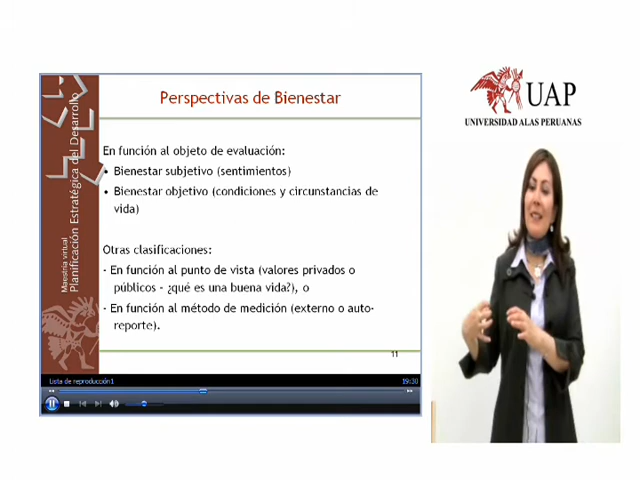 Perspectivas de Bienestar
En función al objeto de evaluación:
• Bienestar subjetivo (sentimientos)
• Bienestar objetivo (condiciones y circunstancias de
vida)
Otras clasificaciones:
- En función al punto de vista (valores privados o
públicos - ¿qué es una buena vida?), o
- En función al método de medición (externo o auto-
reporte).
11
Maestría virtual
Planificación Estratégica del Desarrollo
Lista de reproducción1
19:30
UAP
UNIVERSIDAD ALAS PERUANAS